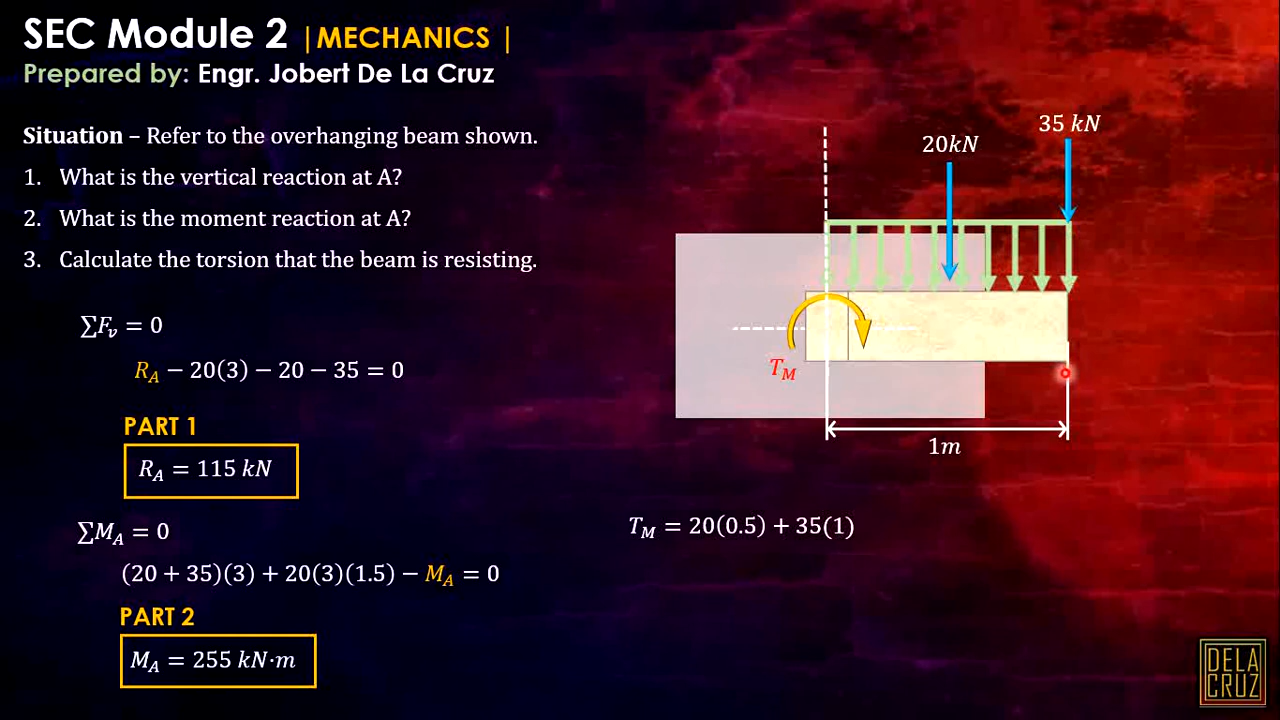 SEC Module 2 |MECHANICS |
Prepared by: Engr. Jobert De La Cruz
Situation – Refer to the overhanging beam shown.
1. What is the vertical reaction at A?
2. What is the moment reaction at A?
3. Calculate the torsion that the beam is resisting.
∑Fᵥ = 0
R_A − 20(3) − 20 − 35 = 0
PART 1
R_A = 115 kN
∑M_A = 0
(20 + 35)(3) + 20(3)(1.5) − M_A = 0
PART 2
M_A = 255 kN·m
20kN
35 kN
T_M
1m
T_M = 20(0.5) + 35(1)
DELA
CRUZ